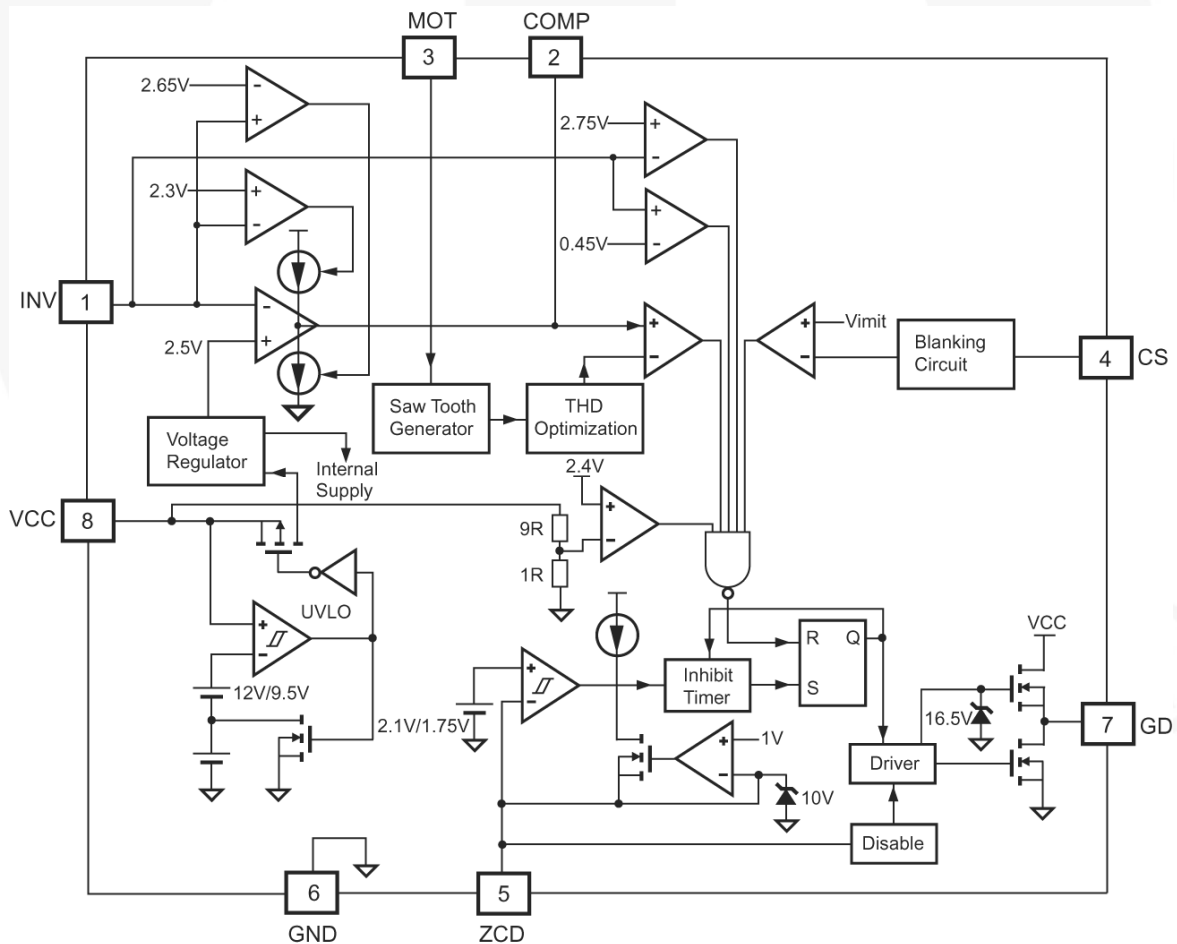 MOT
COMP
3
2
2.65V
-
+
2.75V
+
-
2.3V
+
-
+
0.45V
-
INV
1
-
+
2.5V
+
-
+
Vimit
-
Blanking
Circuit
4
CS
Saw Tooth
Generator
THD
Optimization
Voltage
Regulator
Internal
Supply
2.4V
VCC
8
9R
+
-
1R
UVLO
+
-
12V/9.5V
R
Q
S
VCC
+
-
Inhibit
Timer
2.1V/1.75V
16.5V
7
GD
+
1V
-
Driver
10V
Disable
6
5
GND
ZCD